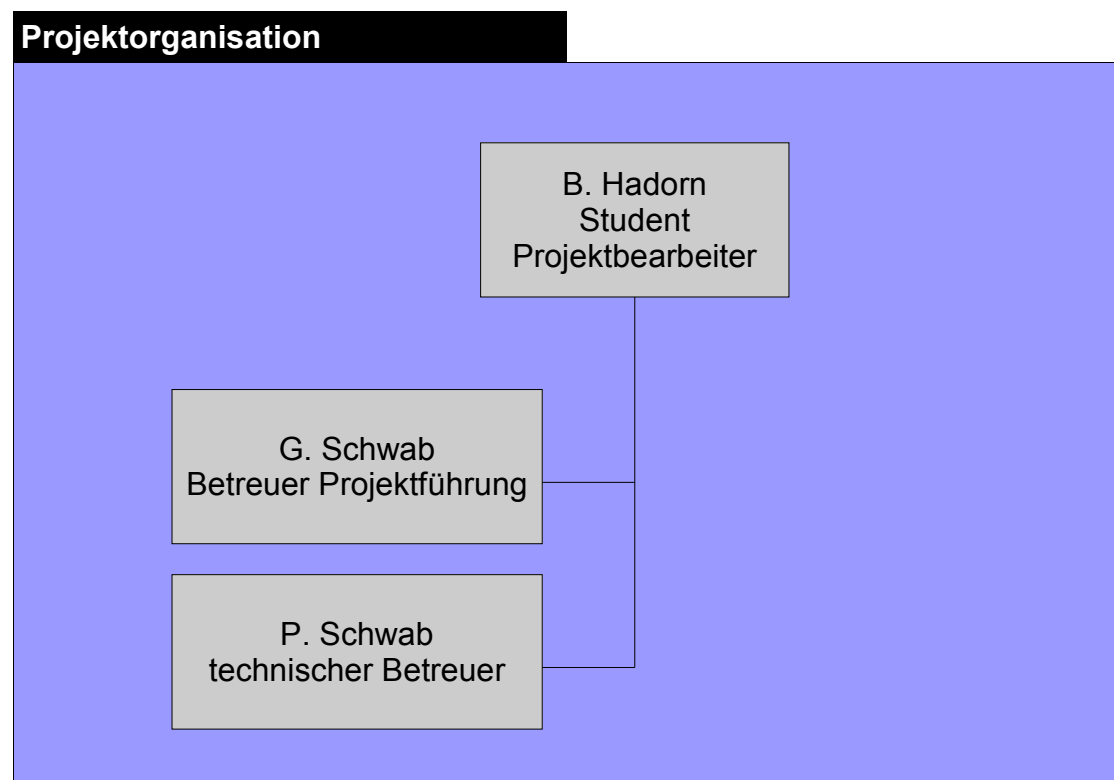 Projektorganisation
B. Hadorn
Student
Projektbearbeiter
G. Schwab
Betreuer Projektführung
P. Schwab
technischer Betreuer